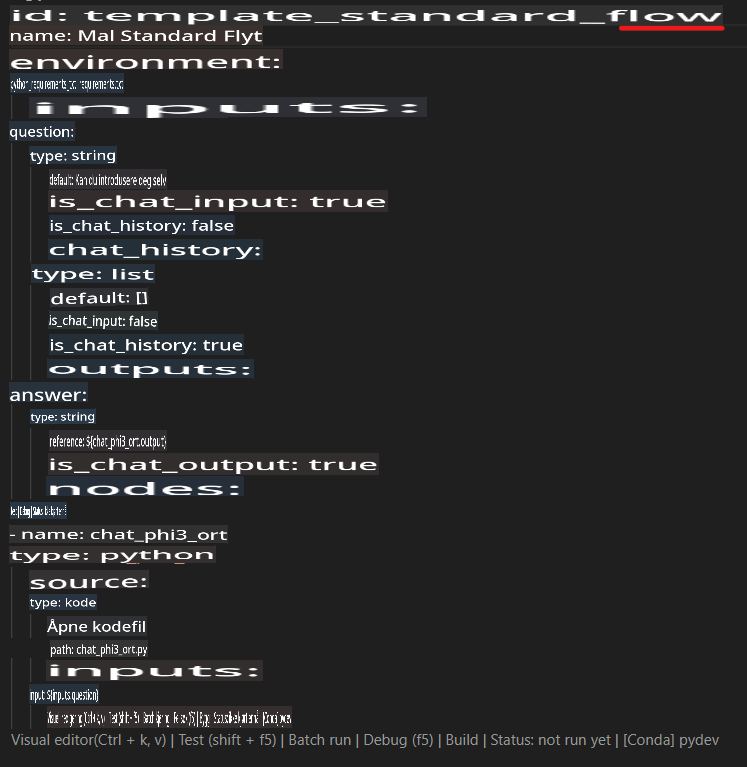 id: template_standard_flow
name: Mal Standard Flyt
environment:
python_requirements_txt: requirements.txt
inputs:
question:
type: string
default: Kan du introdusere deg selv
is_chat_input: true
is_chat_history: false
chat_history:
type: list
default: []
is_chat_input: false
is_chat_history: true
outputs:
answer:
type: string
reference: ${chat_phi3_ort.output}
is_chat_output: true
nodes:
- name: chat_phi3_ort
type: python
source:
type: kode
Åpne kodefil
path: chat_phi3_ort.py
inputs:
input: ${inputs.question}
Visual editor(Ctrl + k, v) | Test (shift + f5) | Batch run | Debug (f5) | Build | Status: not run yet | [Conda] pydev